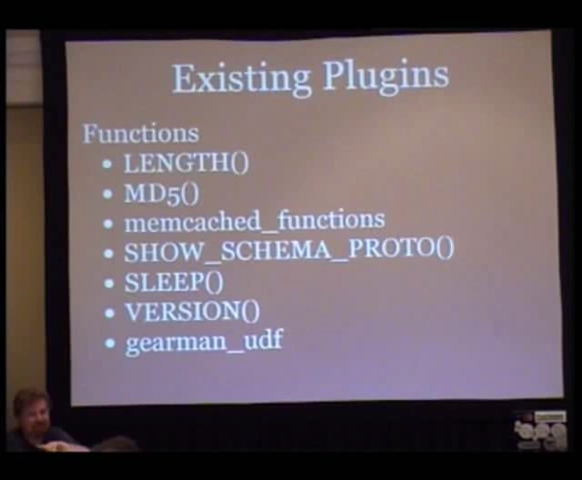 Existing Plugins
Functions
• LENGTH()
• MD5()
• memcached_functions
• SHOW_SCHEMA_PROTO()
• SLEEP()
• VERSION()
• gearman_udf